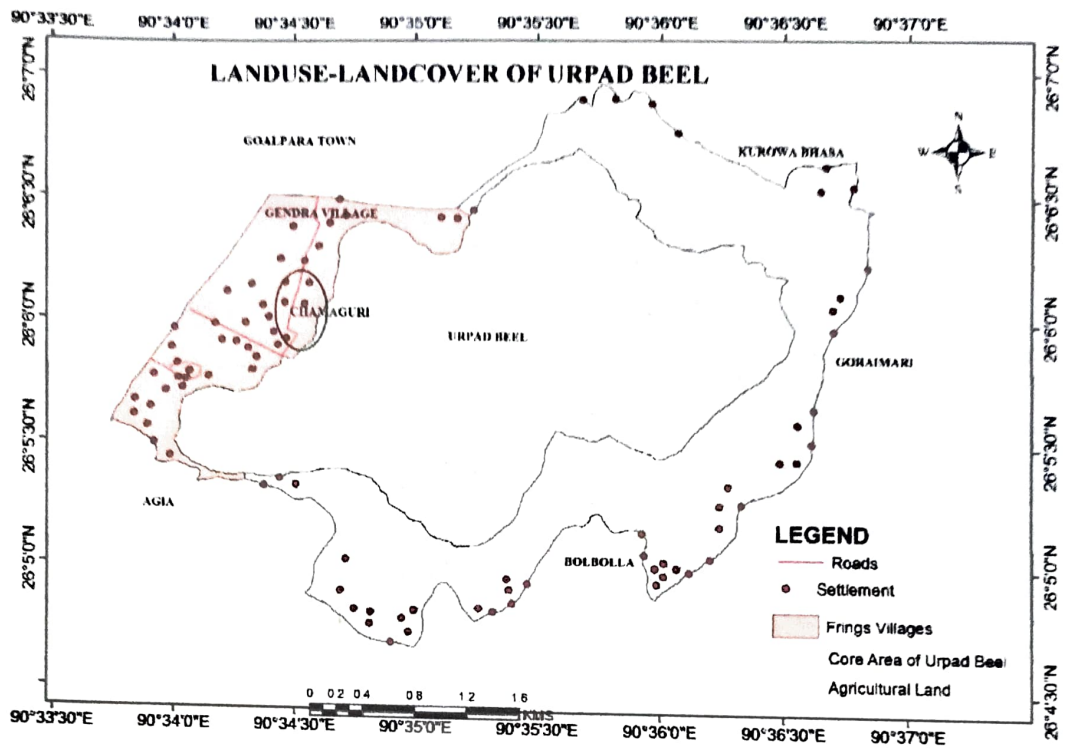 90°33'30"E 90°34'0"E 90°34'30"E 90°35'0"E 90°35'30"E 90°36'0"E 90°36'30"E 90°37'0"E
26°7'0"N
26°7'0"N
LANDUSE-LANDCOVER OF URPAD BEEL
GOALPARA TOWN
KUROWA BHASA
N
W E
S
26°6'30"N
26°6'30"N
GENDRA VILLAGE
26°6'0"N
26°6'0"N
CHAMAGURI
URPAD BEEL
GORAIMARI
26°5'30"N
26°5'30"N
AGIA
26°5'0"N
26°5'0"N
BOLBOLLA
LEGEND
Roads
Settlement
Frings Villages
Core Area of Urpad Beel
Agricultural Land
26°4'30"N
0 0.2 0.4 0.8 1.2 1.6
KMS
90°33'30"E 90°34'0"E 90°34'30"E 90°35'0"E 90°35'30"E 90°36'0"E 90°36'30"E 90°37'0"E